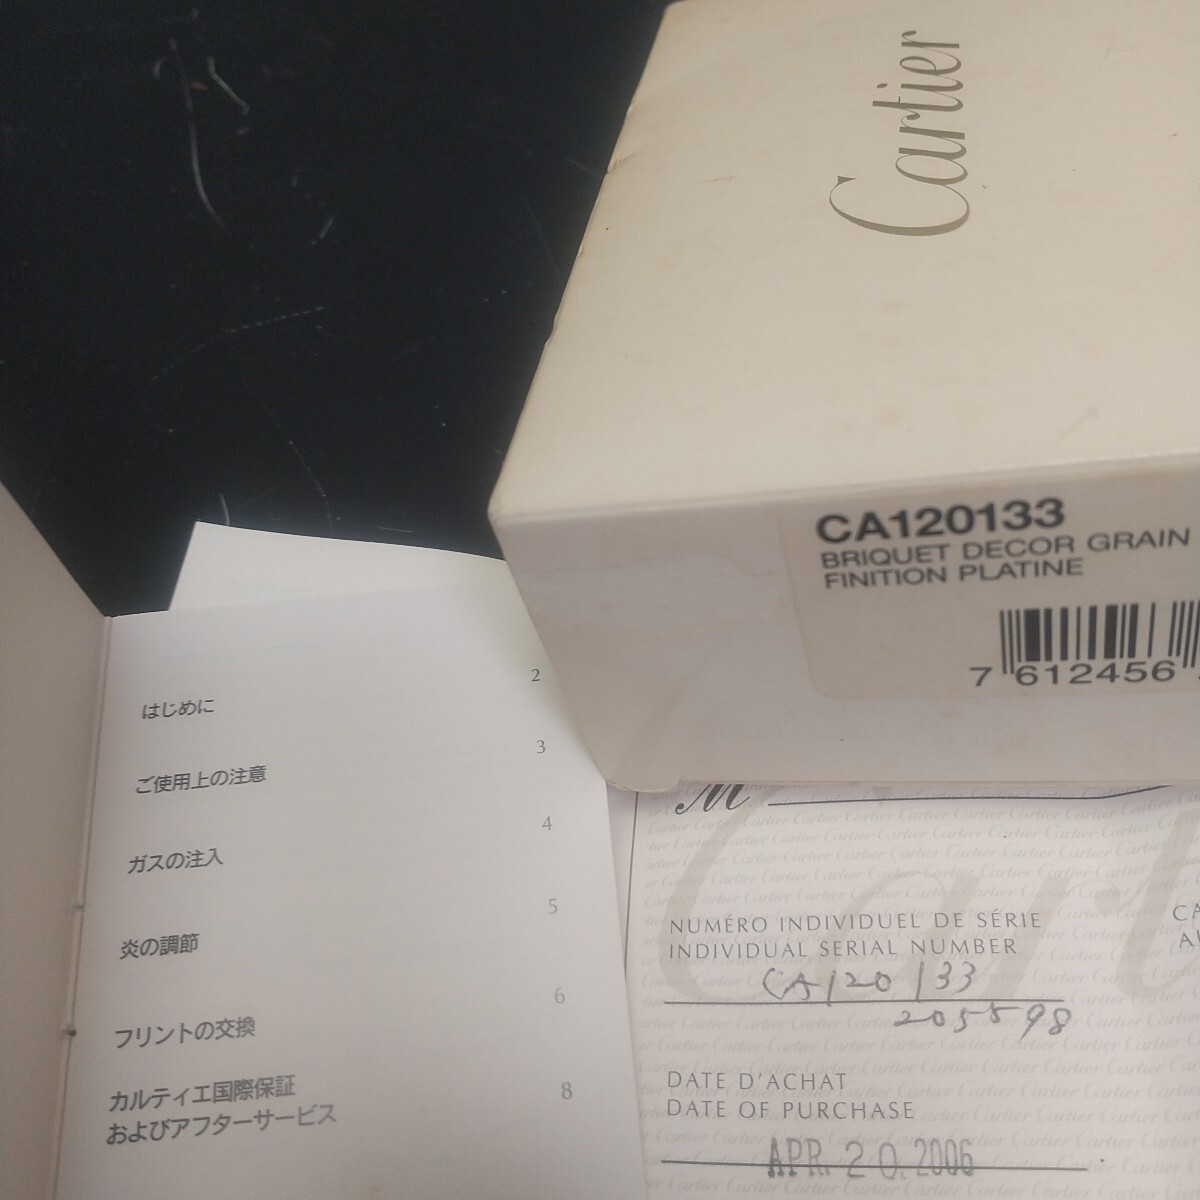 Cartier
CA120133
BRIQUET DECOR GRAIN
FINITION PLATINE
7 612456
2
はじめに
3
ご使用上の注意
4
ガスの注入
5
炎の調節
6
フリントの交換
8
カルティエ国際保証
およびアフターサービス
M
NUMÉRO INDIVIDUEL DE SÉRIE
INDIVIDUAL SERIAL NUMBER
CA120133
205598
DATE D'ACHAT
DATE OF PURCHASE
APR. 20. 2006